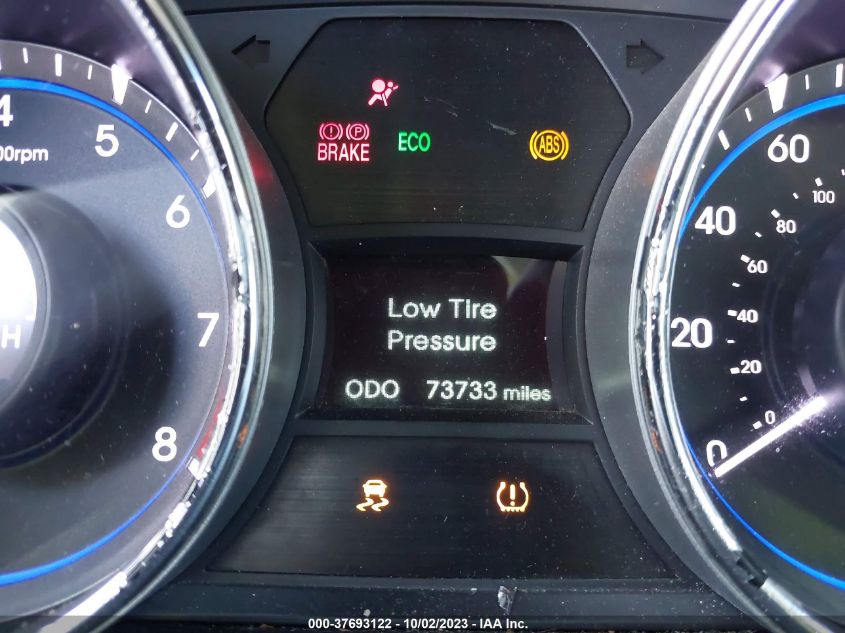 BRAKE
ECO
ABS
4
5
00rpm
6
7
H
8
60
40
20
0
100
80
60
40
20
0
Low Tire
Pressure
ODO 73733 miles
000-37693122 - 10/02/2023 - IAA Inc.